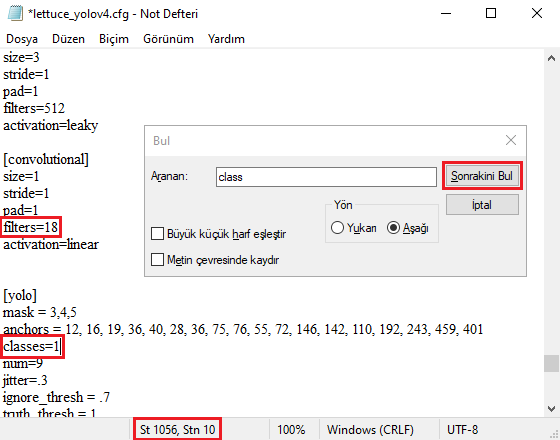 *lettuce_yolov4.cfg - Not Defteri
Dosya Düzen Biçim Görünüm Yardım
size=3
stride=1
pad=1
filters=512
activation=leaky
[convolutional]
size=1
stride=1
pad=1
filters=18
activation=linear
Bul
Aranan: class Sonrakini Bul
Yön İptal
Büyük küçük harf eşleştir Yukarı Aşağı
Metin çevresinde kaydır
[yolo]
mask = 3,4,5
anchors = 12, 16, 19, 36, 40, 28, 36, 75, 76, 55, 72, 146, 142, 110, 192, 243, 459, 401
classes=1
num=9
jitter=.3
ignore_thresh = .7
truth_thresh = 1
St 1056, Stn 10 100% Windows (CRLF) UTF-8